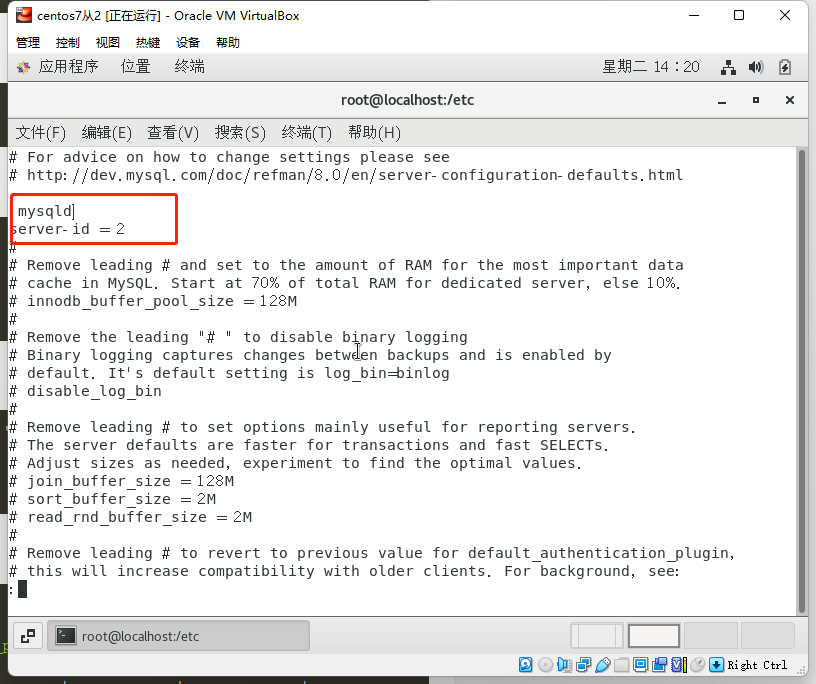 centos7从2 [正在运行] - Oracle VM VirtualBox
管理 控制 视图 热键 设备 帮助
应用程序 位置 终端 星期二 14:20
root@localhost:/etc
文件(F) 编辑(E) 查看(V) 搜索(S) 终端(T) 帮助(H)
# For advice on how to change settings please see
# http://dev.mysql.com/doc/refman/8.0/en/server-configuration-defaults.html
mysqld]
server-id = 2
#
# Remove leading # and set to the amount of RAM for the most important data
# cache in MySQL. Start at 70% of total RAM for dedicated server, else 10%.
# innodb_buffer_pool_size = 128M
#
# Remove the leading "# " to disable binary logging
# Binary logging captures changes between backups and is enabled by
# default. It's default setting is log_bin=binlog
# disable_log_bin
#
# Remove leading # to set options mainly useful for reporting servers.
# The server defaults are faster for transactions and fast SELECTs.
# Adjust sizes as needed, experiment to find the optimal values.
# join_buffer_size = 128M
# sort_buffer_size = 2M
# read_rnd_buffer_size = 2M
#
# Remove leading # to revert to previous value for default_authentication_plugin,
# this will increase compatibility with older clients. For background, see:
:
root@localhost:/etc
Right Ctrl